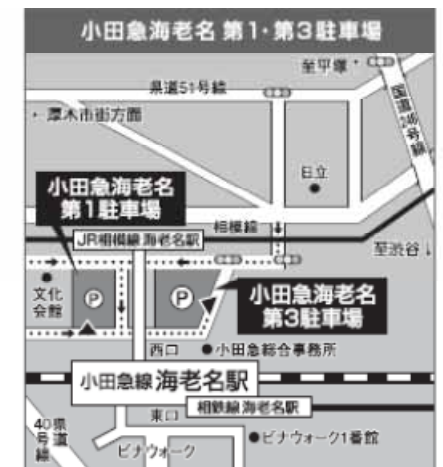 小田急海老名 第1・第3駐車場
至平塚
県道51号線
・厚木市街方面
国道246号線
日立
小田急海老名
第1駐車場
相模線
JR相模線 海老名駅
至渋谷↓
文化
会館
P
P
小田急海老名
第3駐車場
西口
●小田急総合事務所
小田急線 海老名駅
東口
相鉄線 海老名駅
40号
県道
●ビナウォーク1番館
ビナウォーク